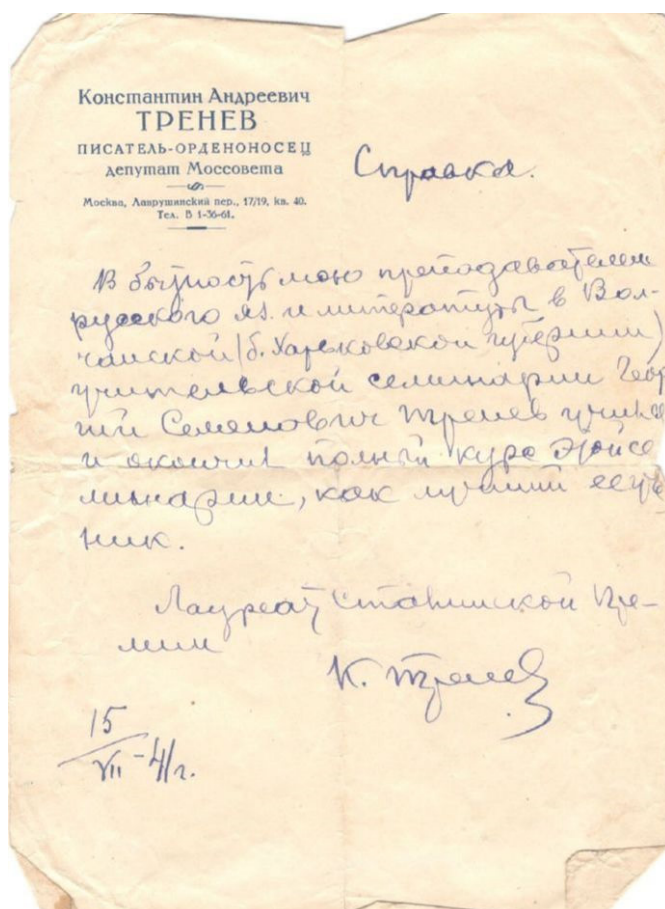 Константин Андреевич
ТРЕНЕВ
ПИСАТЕЛЬ-ОРДЕНОНОСЕЦ
депутат Моссовета
Москва, Лаврушинский пер., 17/19, кв. 40.
Тел. В 1-36-61.
Справка.
В бытность мою преподавателем
русского яз. и литературы в Вол-
чанской (б. Харьковской губернии)
учительской семинарии Геор
гий Семенович Тренев учился
и окончил полный курс этой се
минарии, как лучший ее уче
ник.
Лауреат Сталинской пре-
мии
К. Тренев
15/VII-41г.